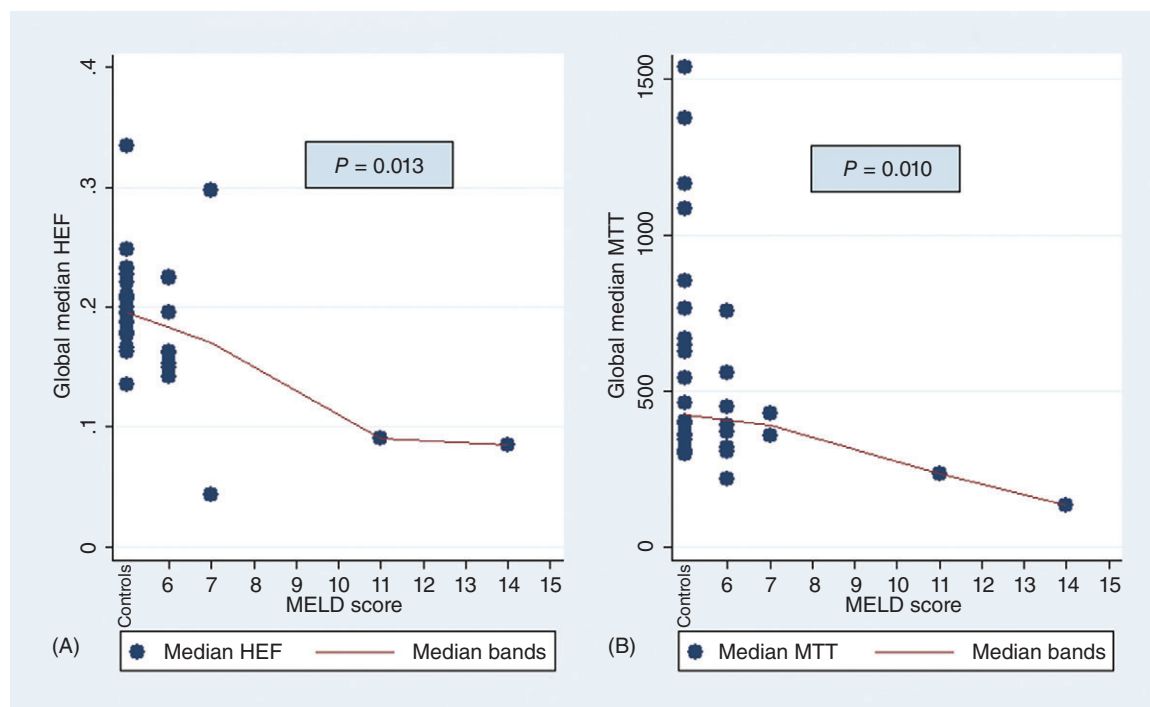 P = 0.013
Global median HEF
.4
.3
.2
.1
0
Controls 6 7 8 9 10 11 12 13 14 15
MELD score
(A)
Median HEF Median bands
P = 0.010
Global median MTT
1500
1000
500
0
Controls 6 7 8 9 10 11 12 13 14 15
MELD score
(B)
Median MTT Median bands